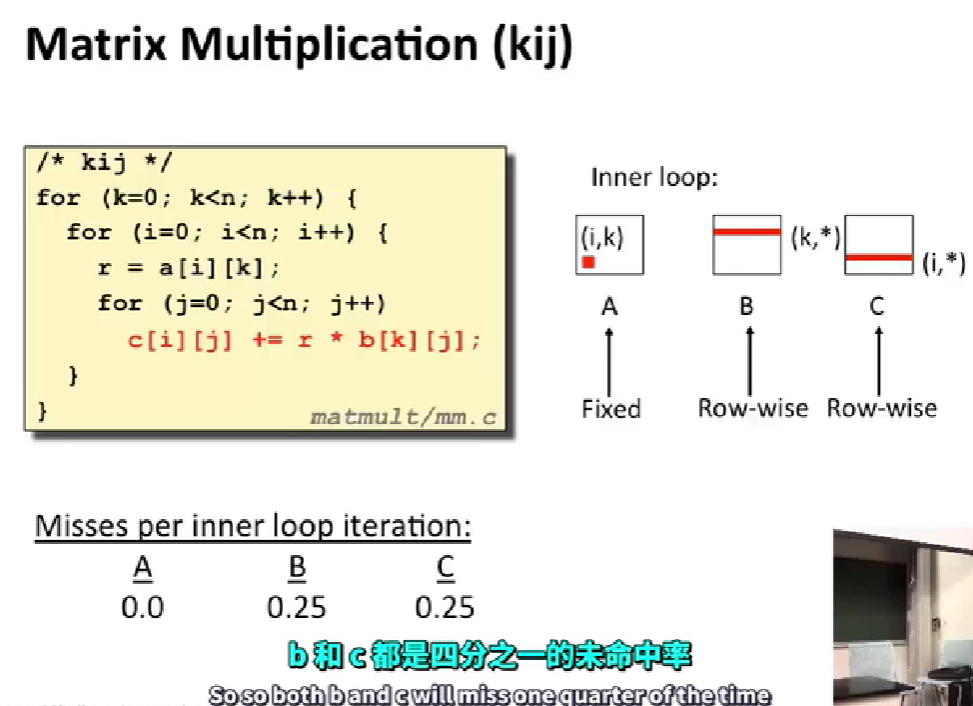 Matrix Multiplication (kij)
/* kij */
for (k=0; k<n; k++) {
for (i=0; i<n; i++) {
r = a[i][k];
for (j=0; j<n; j++)
c[i][j] += r * b[k][j];
}
}
matmult/mm.c
Inner loop:
(i,k)
(k,*)
(i,*)
A B C
Fixed Row-wise Row-wise
Misses per inner loop iteration:
A B C
0.0 0.25 0.25
b 和 c 都是四分之一的未命中率
So so both b and c will miss one quarter of the time